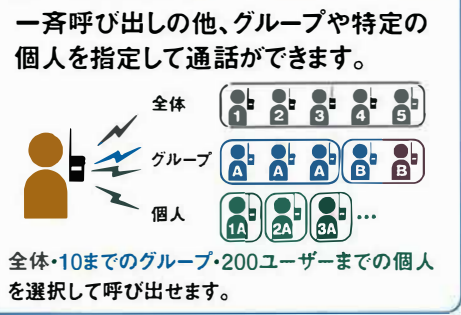 一斉呼び出しの他、グループや特定の
個人を指定して通話ができます。
全体
1 2 3 4 5
グループ
A A A B B
個人
1A 2A 3A …
全体・10までのグループ・200ユーザーまでの個人
を選択して呼び出せます。